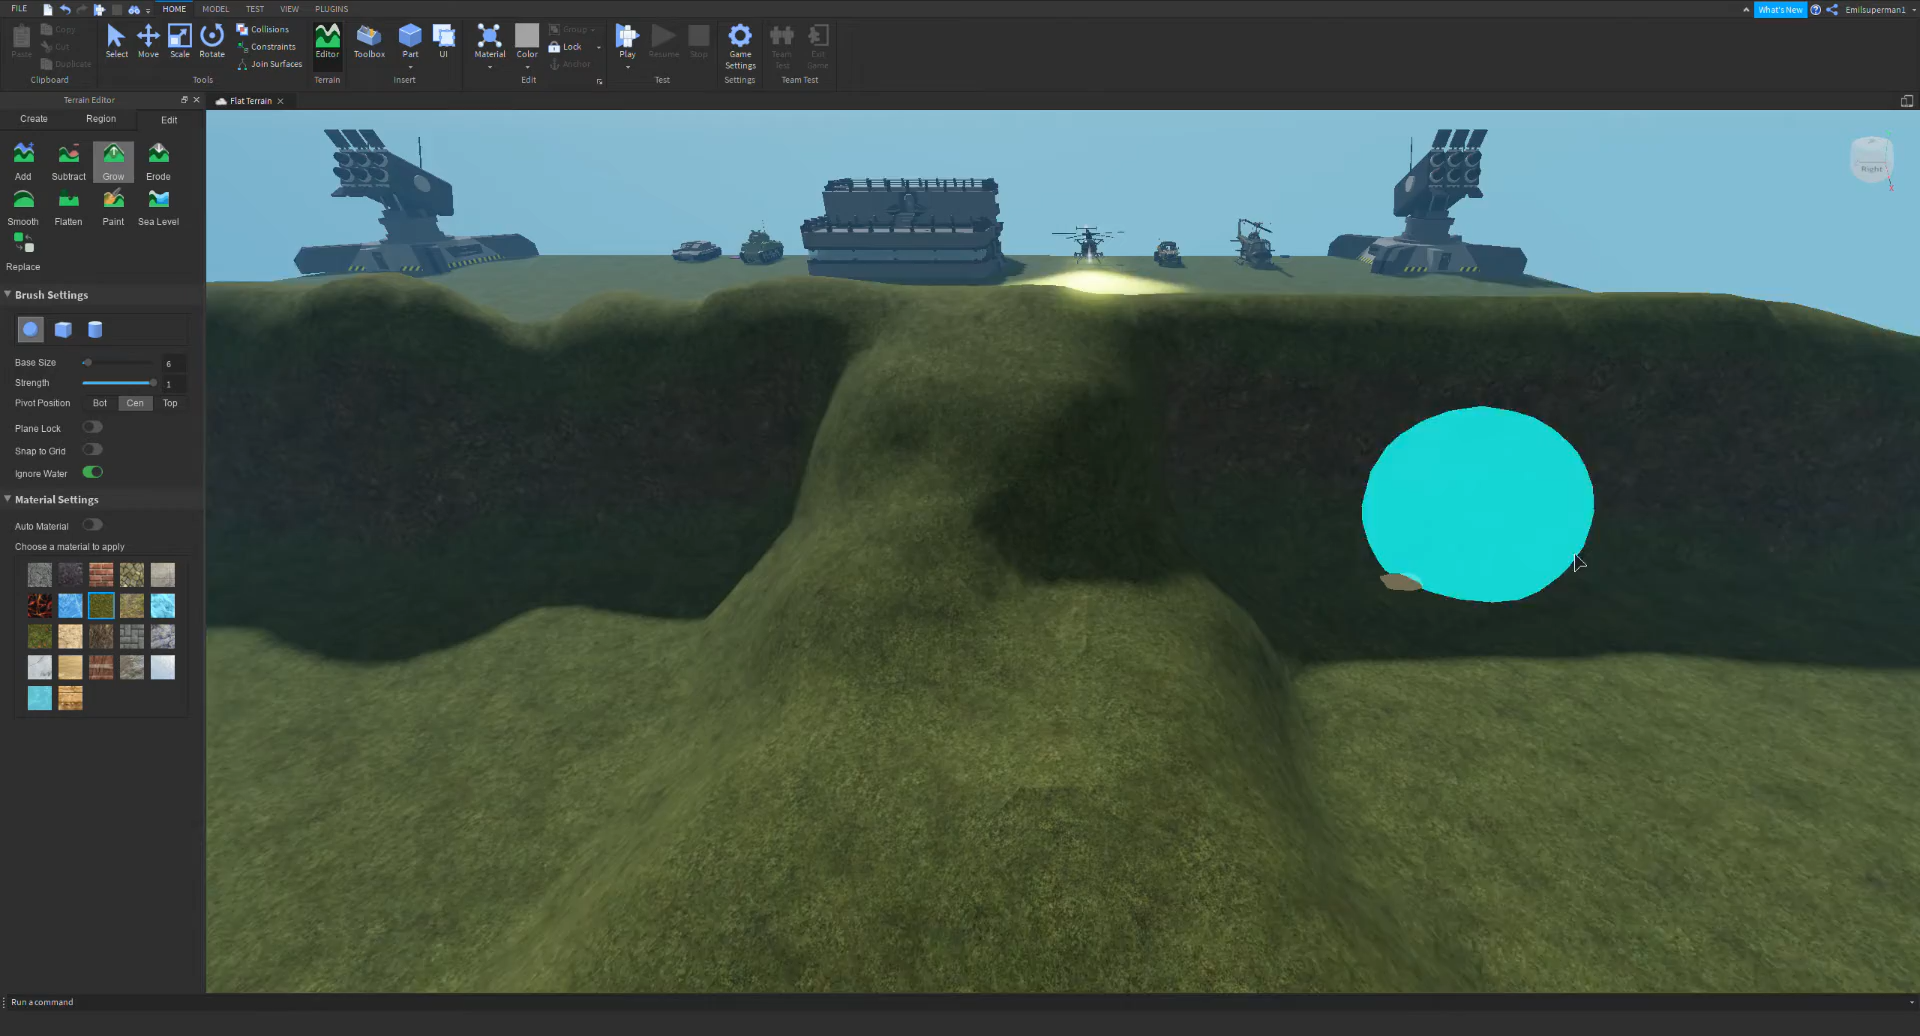 FILE HOME MODEL TEST VIEW PLUGINS What's New Emilsuperman1
Paste Copy Cut Duplicate Clipboard
Select Move Scale Rotate Collisions Constraints Join Surfaces Tools
Editor Terrain
Toolbox Part UI Insert
Material Color Group Lock Anchor Edit
Play Resume Stop Test
Game Settings Settings
Team Test Exit Game Team Test
Terrain Editor
Flat Terrain
Create Region Edit
Add Subtract Grow Erode
Smooth Flatten Paint Sea Level
Replace
Brush Settings
Base Size 6
Strength 1
Pivot Position Bot Cen Top
Plane Lock
Snap to Grid
Ignore Water
Material Settings
Auto Material
Choose a material to apply
Right
X
Run a command